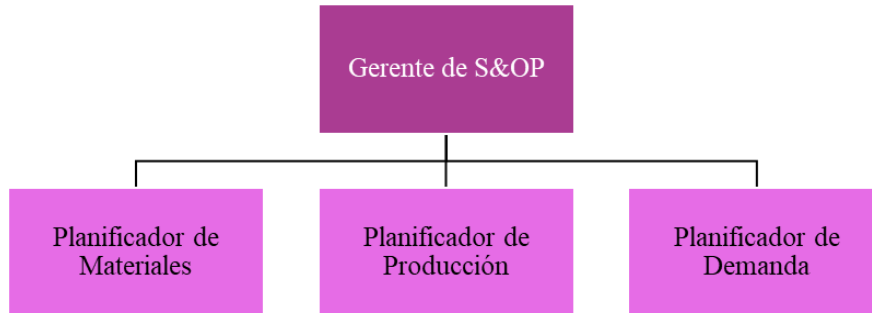 Gerente de S&OP
Planificador de
Materiales
Planificador de
Producción
Planificador de
Demanda